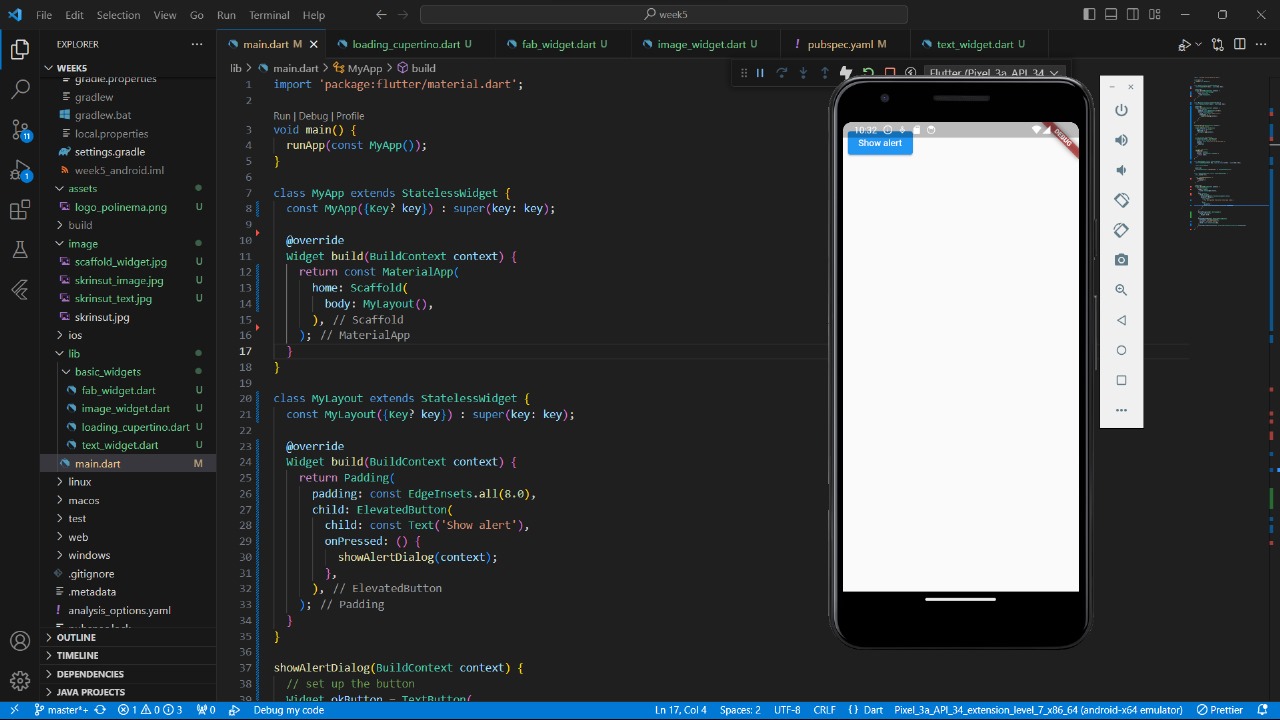 File Edit Selection View Go Run Terminal Help
week5
EXPLORER
WEEK5
gradle.properties
gradlew
gradlew.bat
local.properties
settings.gradle
week5_android.iml
assets
logo_polinema.png U
build
image
scaffold_widget.jpg U
skrinsut_image.jpg U
skrinsut_text.jpg U
skrinsut.jpg
ios
lib
basic_widgets
fab_widget.dart U
image_widget.dart U
loading_cupertino.dart U
text_widget.dart U
main.dart M
linux
macos
test
web
windows
.gitignore
.metadata
analysis_options.yaml
OUTLINE
TIMELINE
DEPENDENCIES
JAVA PROJECTS
11
1
main.dart M
loading_cupertino.dart U
fab_widget.dart U
image_widget.dart U
pubspec.yaml M
text_widget.dart U
lib > main.dart > MyApp > build
Flutter (Pixel_3a_API_34
1 import 'package:flutter/material.dart';
2
Run | Debug | Profile
3 void main() {
4 runApp(const MyApp());
5 }
6
7 class MyApp extends StatelessWidget {
8 const MyApp({Key? key}) : super(key: key);
9
10 @override
11 Widget build(BuildContext context) {
12 return const MaterialApp(
13 home: Scaffold(
14 body: MyLayout(),
15 ), // Scaffold
16 ); // MaterialApp
17 }
18 }
19
20 class MyLayout extends StatelessWidget {
21 const MyLayout({Key? key}) : super(key: key);
22
23 @override
24 Widget build(BuildContext context) {
25 return Padding(
26 padding: const EdgeInsets.all(8.0),
27 child: ElevatedButton(
28 child: const Text('Show alert'),
29 onPressed: () {
30 showAlertDialog(context);
31 },
32 ), // ElevatedButton
33 ); // Padding
34 }
35 }
36
37 showAlertDialog(BuildContext context) {
38 // set up the button
39 Widget okButton = TextButton(
10:32
DEBUG
Show alert
master*+ 1 0 3 0 Debug my code
Ln 17, Col 4 Spaces: 2 UTF-8 CRLF {} Dart Pixel_3a_API_34_extension_level_7_x86_64 (android-x64 emulator) Prettier